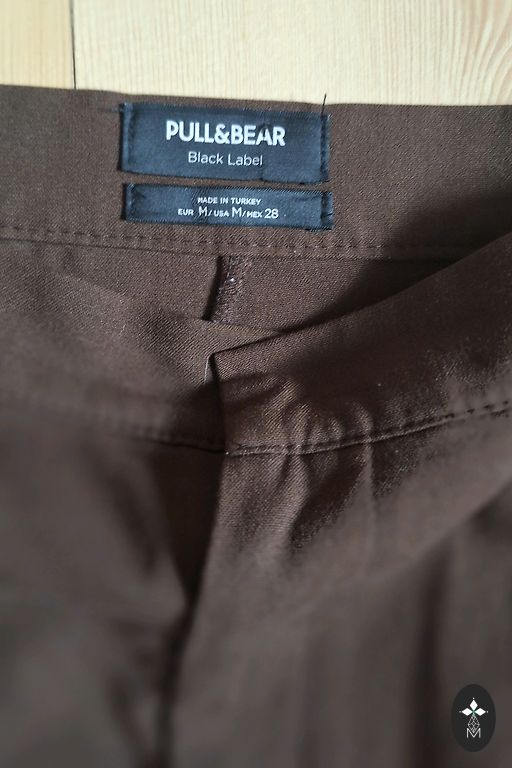 PULL&BEAR
Black Label
MADE IN TURKEY
EUR M/USA M/MEX 28
M